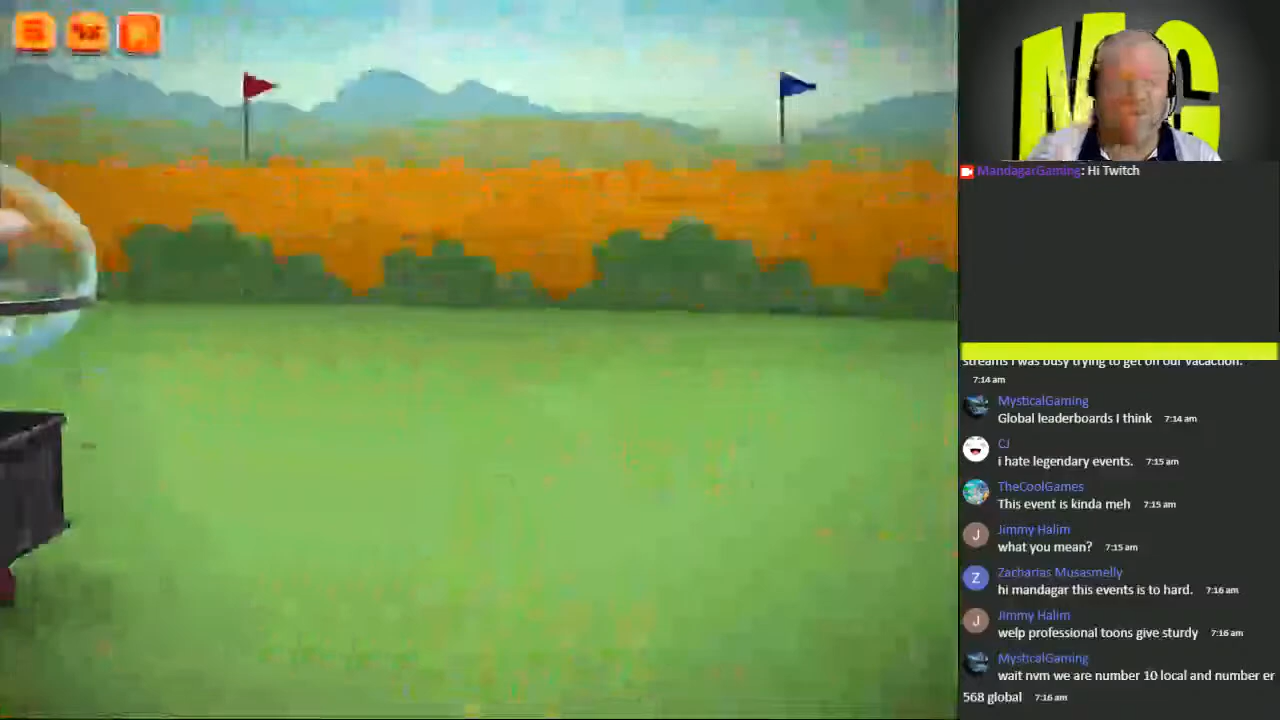 MG
MandagarGaming: Hi Twitch
streams I was busy trying to get on our vacaction.
7:14 am
MysticalGaming
Global leaderboards I think 7:14 am
CJ
i hate legendary events. 7:15 am
TheCoolGames
This event is kinda meh 7:15 am
J Jimmy Halim
what you mean? 7:15 am
Z Zacharias Musasmelly
hi mandagar this events is to hard. 7:16 am
J Jimmy Halim
welp professional toons give sturdy 7:16 am
MysticalGaming
wait nvm we are number 10 local and number er
568 global 7:16 am